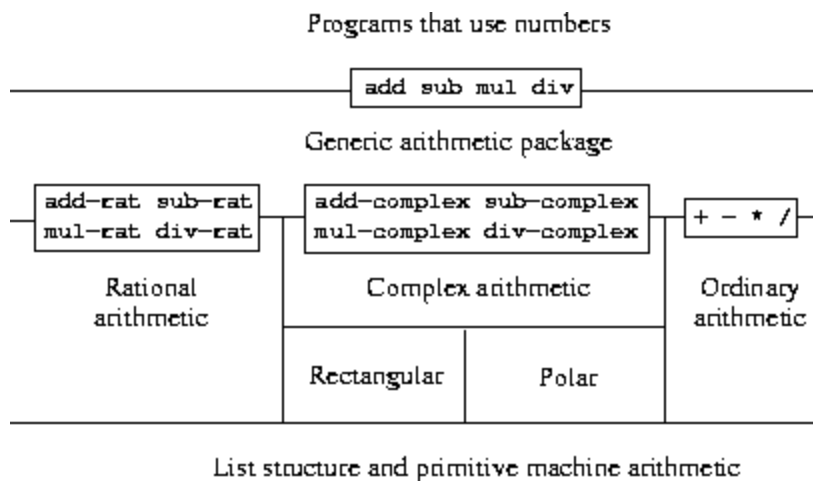 Programs that use numbers
add sub mul div
Generic arithmetic package
add-rat sub-rat
mul-rat div-rat
add-complex sub-complex
mul-complex div-complex
+ - * /
Rational
arithmetic
Complex arithmetic
Ordinary
arithmetic
Rectangular
Polar
List structure and primitive machine arithmetic